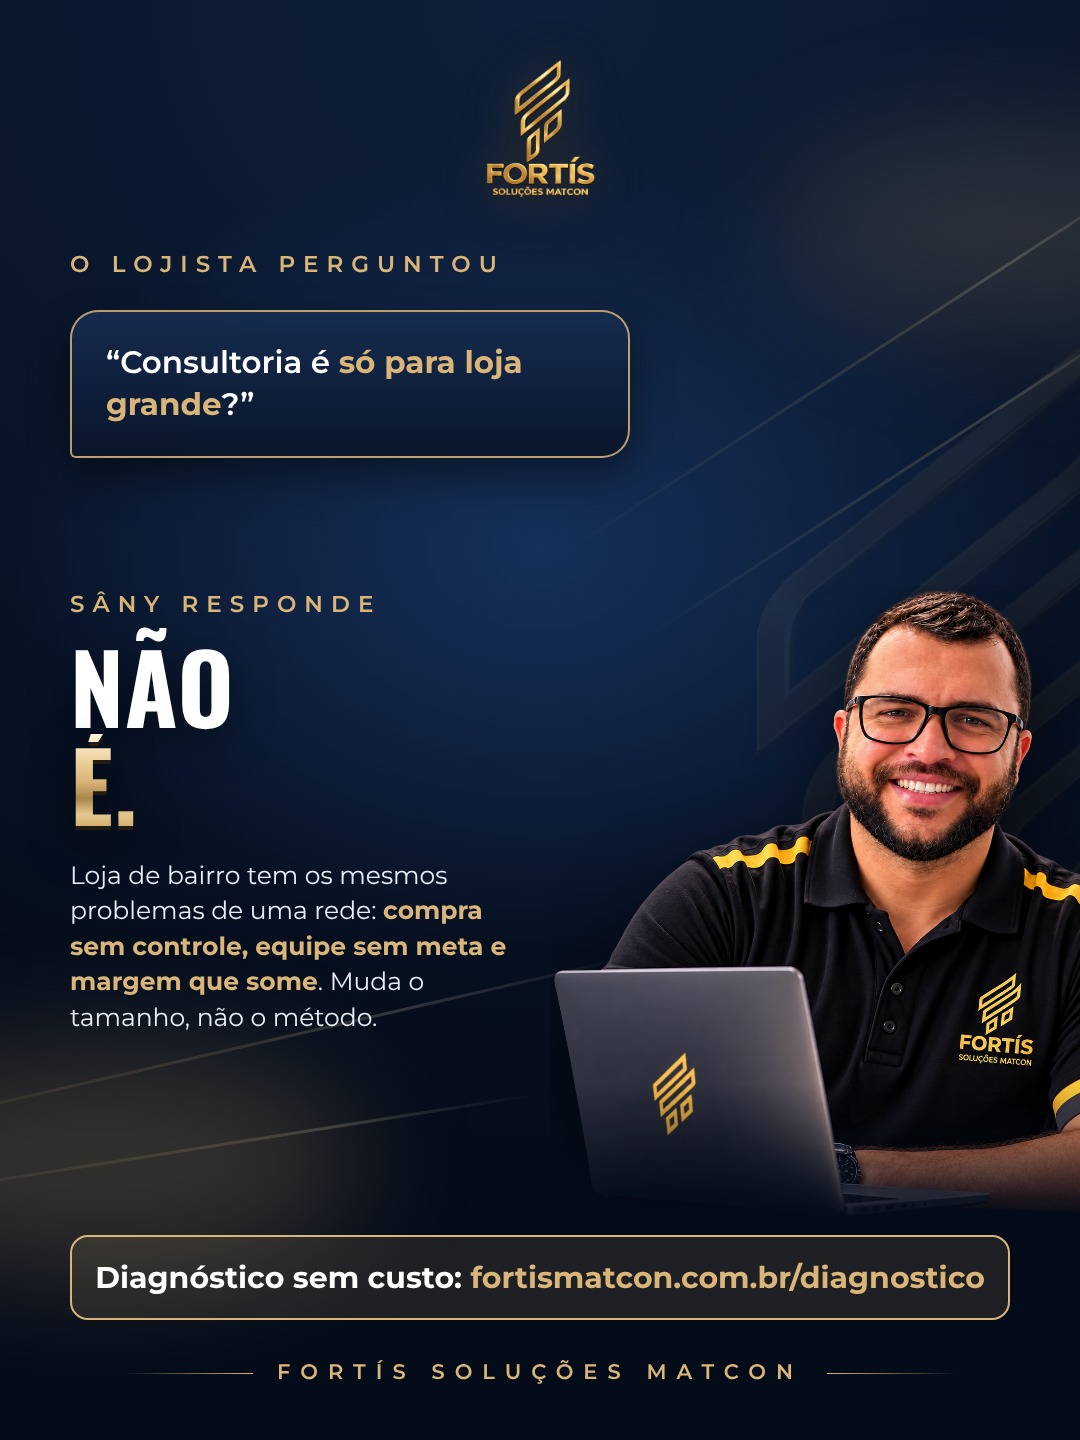 FORTÍS
SOLUÇÕES MATCON
O LOJISTA PERGUNTOU
“Consultoria é só para loja
grande?”
SÂNY RESPONDE
NÃO
É.
Loja de bairro tem os mesmos
problemas de uma rede: compra
sem controle, equipe sem meta e
margem que some. Muda o
tamanho, não o método.
FORTÍS
SOLUÇÕES MATCON
Diagnóstico sem custo: fortismatcon.com.br/diagnostico
FORTÍS SOLUÇÕES MATCON